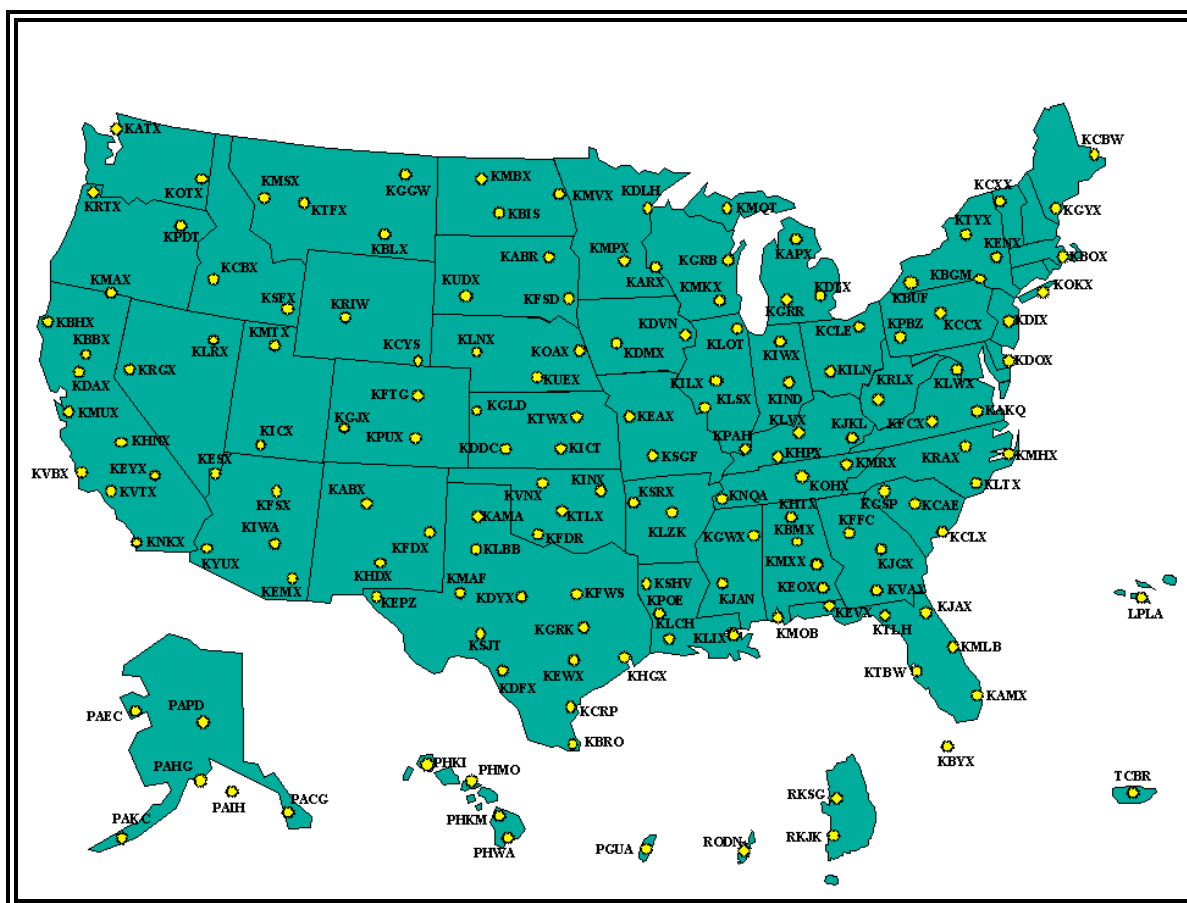 KATX
KCBW
KMSX
KGGW
KMBX
KMVX
KDLH
KCXX
KOTX
KRTX
KTFX
KBIS
KMQT
KGYX
KTYX
KPDT
KBLX
KMPX
KAPX
KENX
KABR
KGRB
KBOX
KCBX
KMAX
KUDX
KARX
KBGM
KSFX
KRIW
KFSD
KMKX
KDTX
KBUF
KOKX
KGRR
KBHX
KMTX
KDVN
KCLE
KPBZ
KCCX
KDIX
KBBX
KLRX
KCYS
KLNX
KOAX
KDMX
KLOT
KIWX
KDOX
KRGX
KUEX
KILN
KRLX
KLWX
KDAX
KFTG
KILX
KLSX
KIND
KMUX
KGJX
KGLD
KTWX
KEAX
KLVX
KJKL
KFCX
KAKQ
KHNX
KICX
KPUX
KDDC
KICT
KPAH
KHPX
KRAX
KMHX
KSGF
KMRX
KVBX
KEYX
KESX
KINX
KOHX
KLTX
KVTX
KABX
KVNX
KSRX
KNQA
KHTX
KGSP
KCAE
KFSX
KAMA
KTLX
KLZK
KFFC
KIWA
KFDX
KFDR
KGWX
KBMX
KCLX
KNKX
KLBB
KYUX
KHDX
KMXX
KJGX
KEMX
KMAF
KSHV
KEOX
KVAX
KEPZ
KDYX
KFWS
KPOE
KJAN
LPLA
KGRK
KLCH
KLIX
KMOB
KEVX
KTLH
KJAX
KSJT
KMLB
KDFX
KEWX
KHGX
KTBW
KAMX
PAEC
PAPD
KCRP
KBRO
KBYX
PAHG
PHKI
PHMO
TCBR
PAIH
PACG
RKSG
PAKC
PHKM
RKJK
PHWA
PGUA
RODN